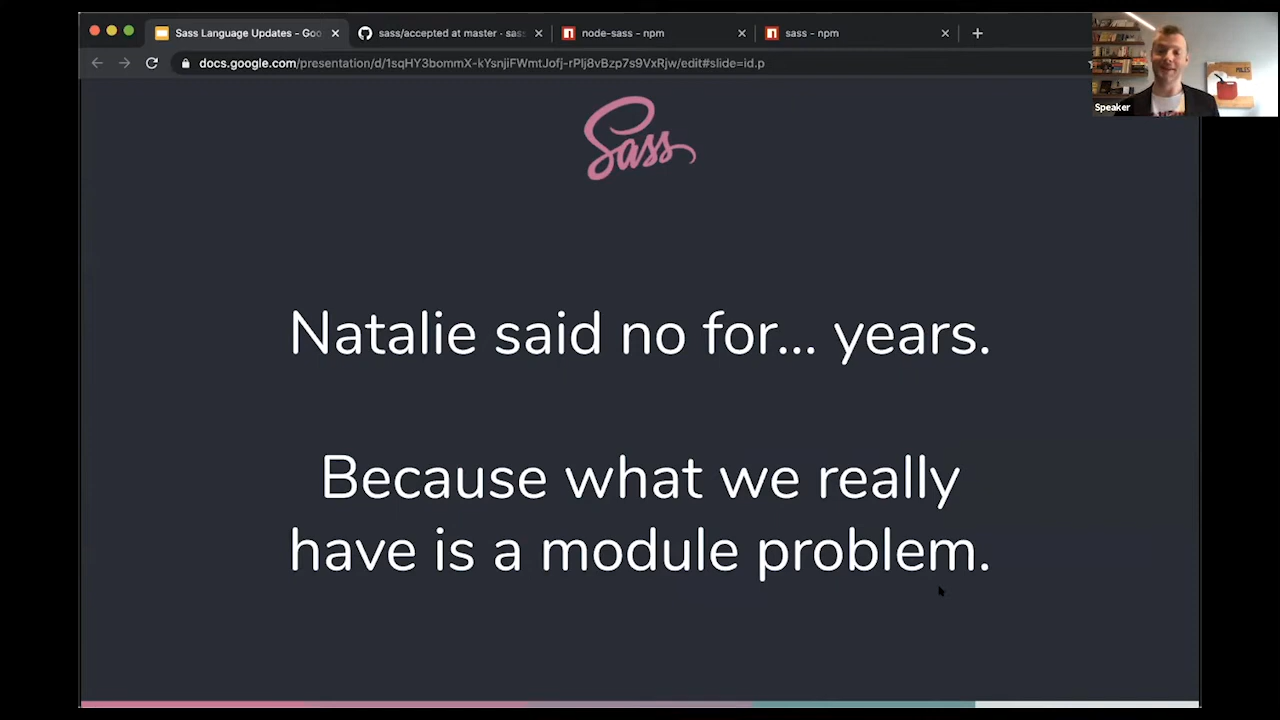 Sass Language Updates - Goo
sass/accepted at master · sass
node-sass - npm
sass - npm
docs.google.com/presentation/d/1sqHY3bommX-kYsnjiFWmtJofj-rPIj8vBzp7s9VxRjw/edit#slide=id.p
Speaker
Sass
Natalie said no for... years.
Because what we really
have is a module problem.